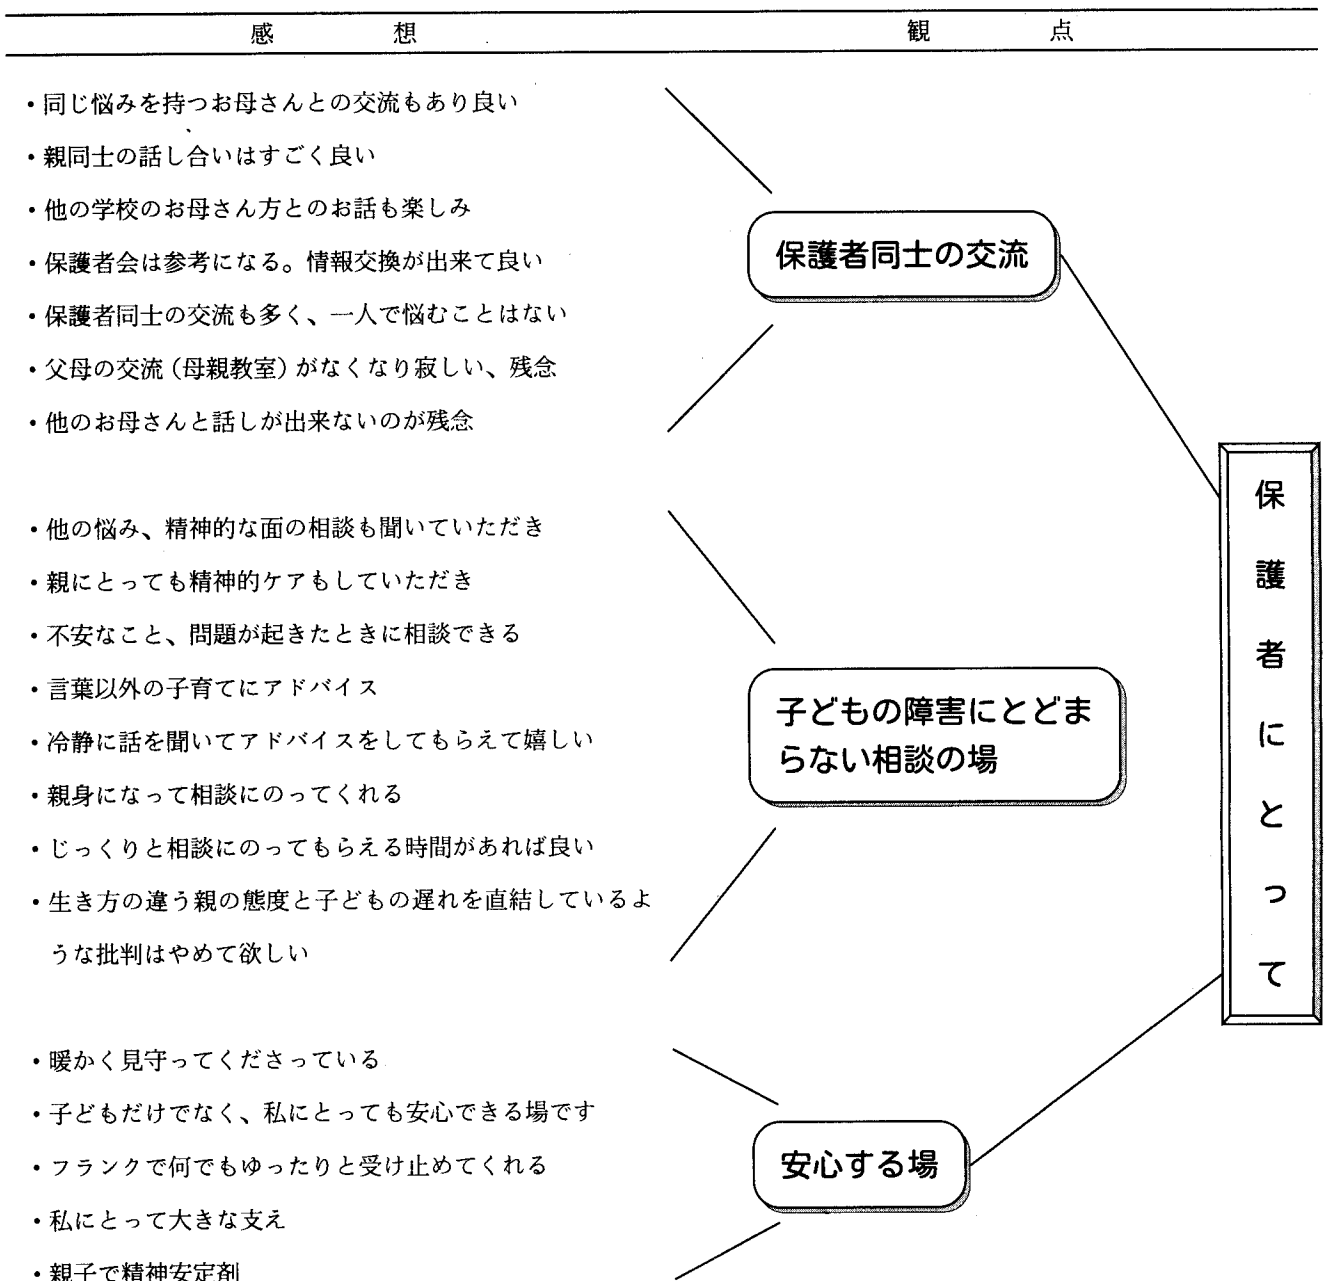 感想
観点
・同じ悩みを持つお母さんとの交流もあり良い
・親同士の話し合いはすごく良い
・他の学校のお母さん方とのお話も楽しみ
・保護者会は参考になる。情報交換が出来て良い
・保護者同士の交流も多く、一人で悩むことはない
・父母の交流(母親教室)がなくなり寂しい、残念
・他のお母さんと話しが出来ないのが残念
保護者同士の交流
・他の悩み、精神的な面の相談も聞いていただき
・親にとっても精神的ケアもしていただき
・不安なこと、問題が起きたときに相談できる
・言葉以外の子育てにアドバイス
・冷静に話を聞いてアドバイスをしてもらえて嬉しい
・親身になって相談にのってくれる
・じっくりと相談にのってもらえる時間があれば良い
・生き方の違う親の態度と子どもの遅れを直結しているよ
うな批判はやめて欲しい
子どもの障害にとどま
らない相談の場
・暖かく見守ってくださっている
・子どもだけでなく、私にとっても安心できる場です
・フランクで何でもゆったりと受け止めてくれる
・私にとって大きな支え
・親子で精神安定剤
安心する場
保護者にとって